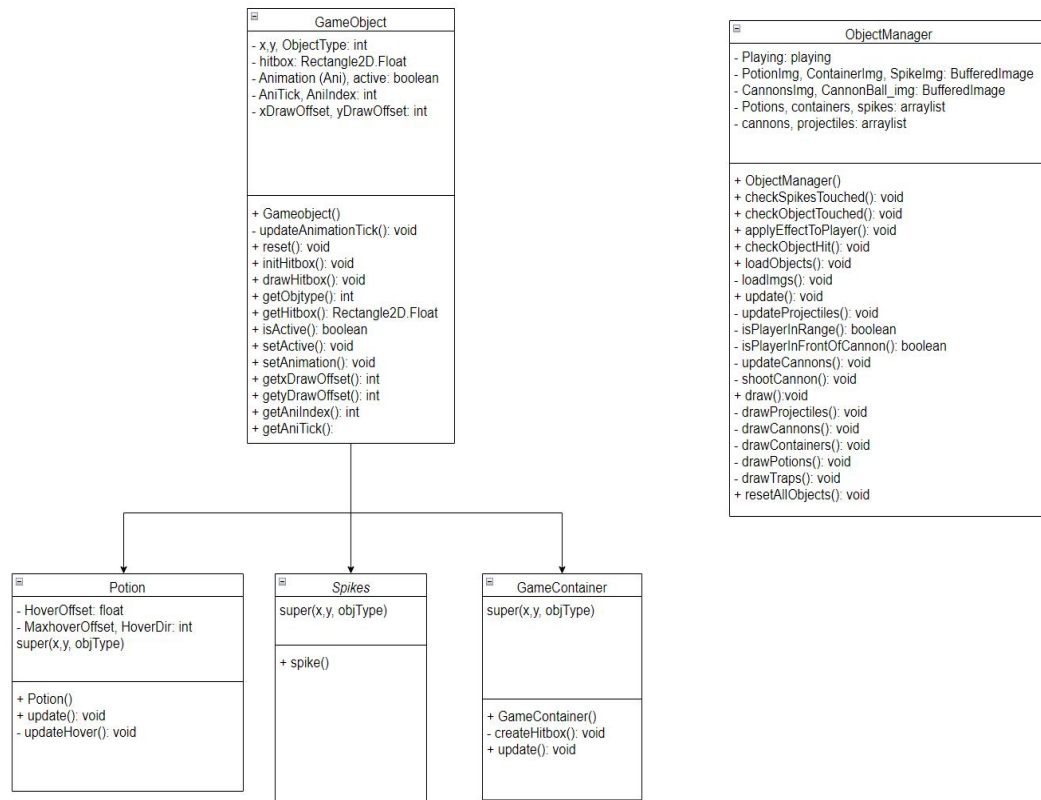 GameObject
- x,y, ObjectType: int
- hitbox: Rectangle2D.Float
- Animation (Ani), active: boolean
- AniTick, AniIndex: int
- xDrawOffset, yDrawOffset: int
+ Gameobject()
- updateAnimationTick(): void
+ reset(): void
+ initHitbox(): void
+ drawHitbox(): void
+ getObjtype(): int
+ getHitbox(): Rectangle2D.Float
+ isActive(): boolean
+ setActive(): void
+ setAnimation(): void
+ getxDrawOffset(): int
+ getyDrawOffset(): int
+ getAniIndex(): int
+ getAniTick():
ObjectManager
- Playing: playing
- PotionImg, ContainerImg, SpikeImg: BufferedImage
- CannonsImg, CannonBall_img: BufferedImage
- Potions, containers, spikes: arraylist
- cannons, projectiles: arraylist
+ ObjectManager()
+ checkSpikesTouched(): void
+ checkObjectTouched(): void
+ applyEffectToPlayer(): void
+ checkObjectHit(): void
+ loadObjects(): void
- loadImgs(): void
+ update(): void
- updateProjectiles(): void
- isPlayerInRange(): boolean
- isPlayerInFrontOfCannon(): boolean
- updateCannons(): void
- shootCannon(): void
+ draw():void
- drawProjectiles(): void
- drawCannons(): void
- drawContainers(): void
- drawPotions(): void
- drawTraps(): void
+ resetAllObjects(): void
Potion
- HoverOffset: float
- MaxhoverOffset, HoverDir: int
super(x,y, objType)
+ Potion()
+ update(): void
- updateHover(): void
Spikes
super(x,y, objType)
+ spike()
GameContainer
super(x,y, objType)
+ GameContainer()
- createHitbox(): void
+ update(): void